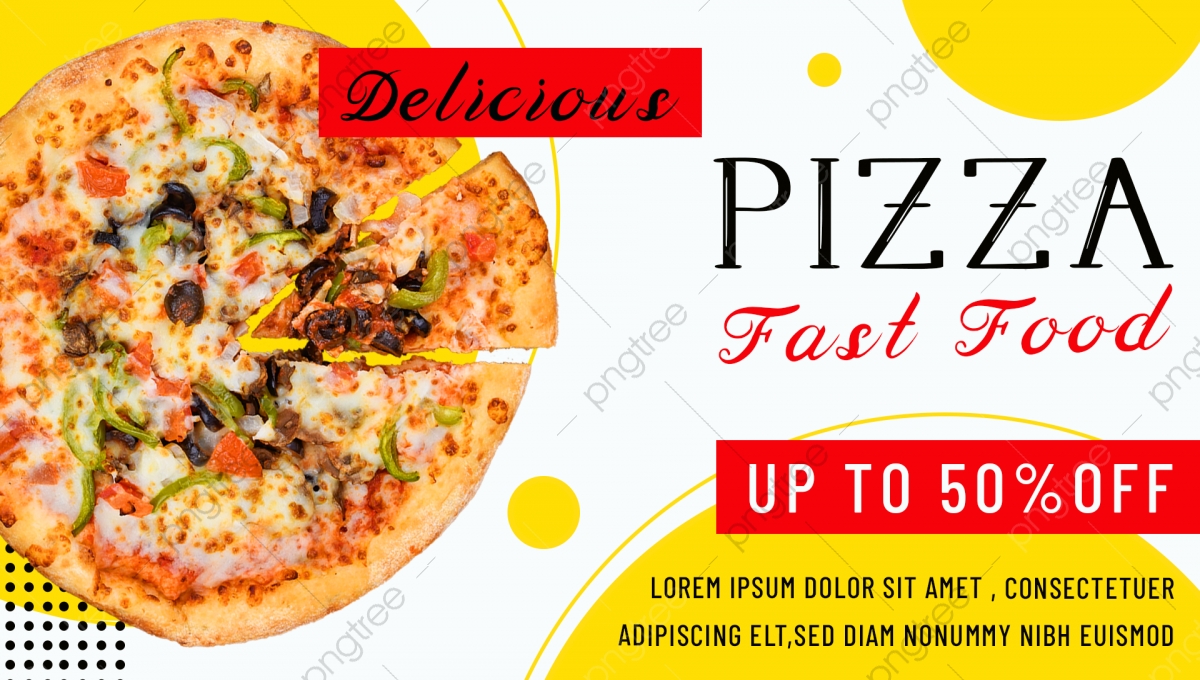 Delicious
PIZZA
Fast Food
UP TO 50%OFF
LOREM IPSUM DOLOR SIT AMET , CONSECTETUER
ADIPISCING ELT,SED DIAM NONUMMY NIBH EUISMOD
pngtree